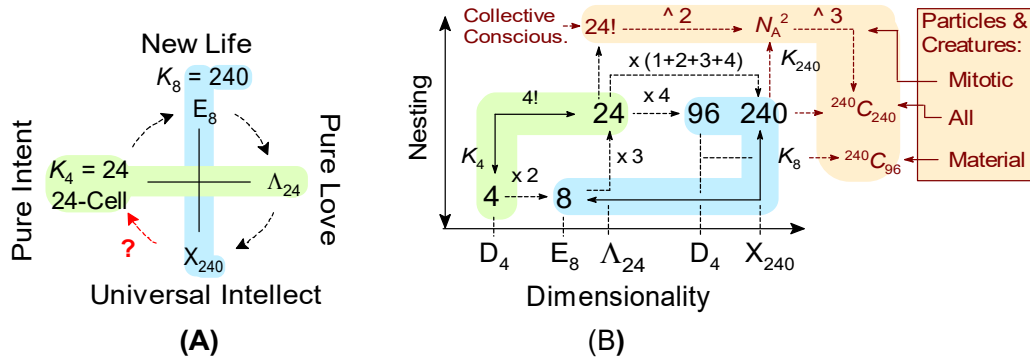 New Life
K₈ = 240
E₈
Pure Intent
K₄ = 24
24-Cell
Λ₂₄
Pure Love
?
X₂₄₀
Universal Intellect
(A)
Collective
Conscious.
24!
^ 2
N_A²
^ 3
x (1+2+3+4)
K₂₄₀
4!
24
x 4
96
240
²⁴⁰C₂₄₀
Nesting
K₄
x 3
K₈
²⁴⁰C₉₆
4
x 2
8
D₄
E₈
Λ₂₄
D₄
X₂₄₀
Dimensionality
(B)
Particles &
Creatures:
Mitotic
All
Material